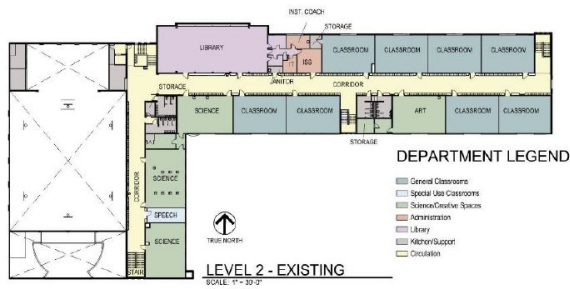 INST. COACH
STORAGE
LIBRARY
ISS
CLASSROOM
CLASSROOM
CLASSROOM
CLASSROOM
JANITOR
CORRIDOR
STORAGE
SCIENCE
CLASSROOM
CLASSROOM
ART
CLASSROOM
CLASSROOM
STORAGE
SCIENCE
CORRIDOR
SPEECH
SCIENCE
STAIR
TRUE NORTH
LEVEL 2 - EXISTING
SCALE: 1" = 30'-0"
DEPARTMENT LEGEND
General Classrooms
Special Use Classrooms
Science/Creative Spaces
Administration
Library
Kitchen/Support
Circulation